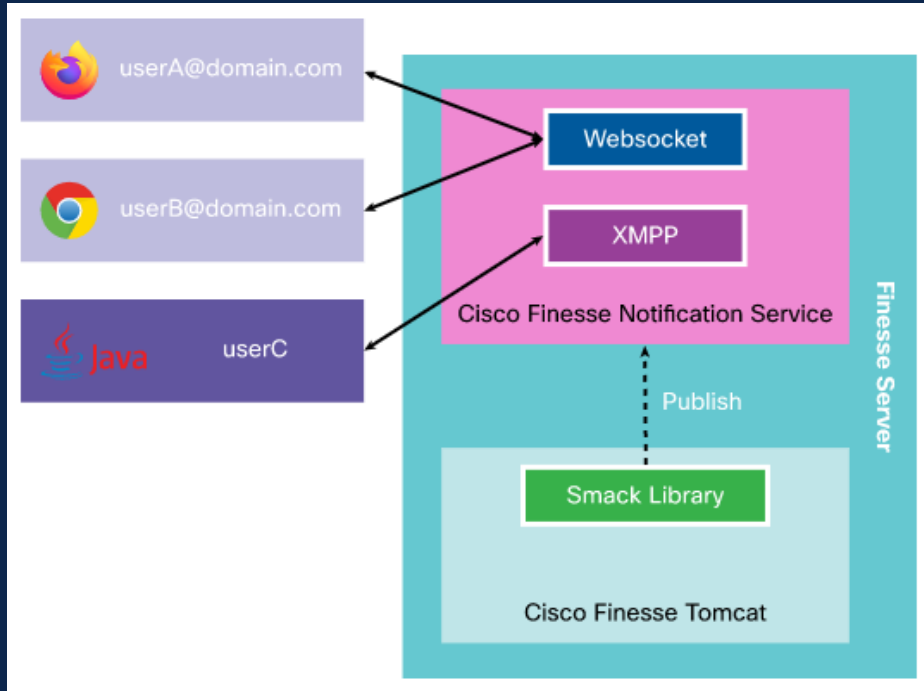 userA@domain.com
userB@domain.com
Java
userC
Websocket
XMPP
Cisco Finesse Notification Service
Publish
Smack Library
Cisco Finesse Tomcat
Finesse Server